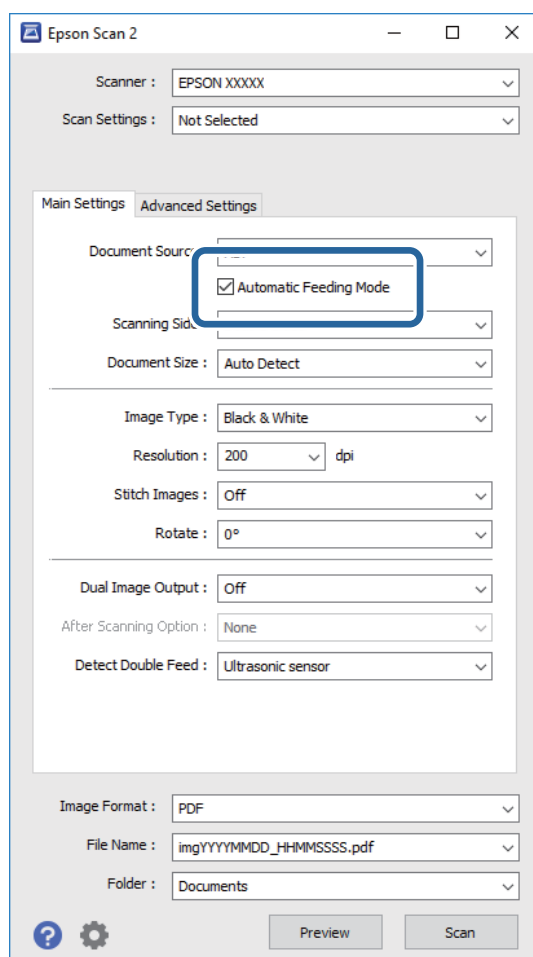 Epson Scan 2
Scanner : EPSON XXXXX
Scan Settings : Not Selected
Main Settings Advanced Settings
Document
Automatic Feeding Mode
Scanning
Document Size : Auto Detect
Image Type : Black & White
Resolution : 200 dpi
Stitch Images : Off
Rotate : 0°
Dual Image Output : Off
After Scanning Option : None
Detect Double Feed : Ultrasonic sensor
Image Format : PDF
File Name : imgYYYYMMDD_HHMMSSSS.pdf
Folder : Documents
? Preview Scan